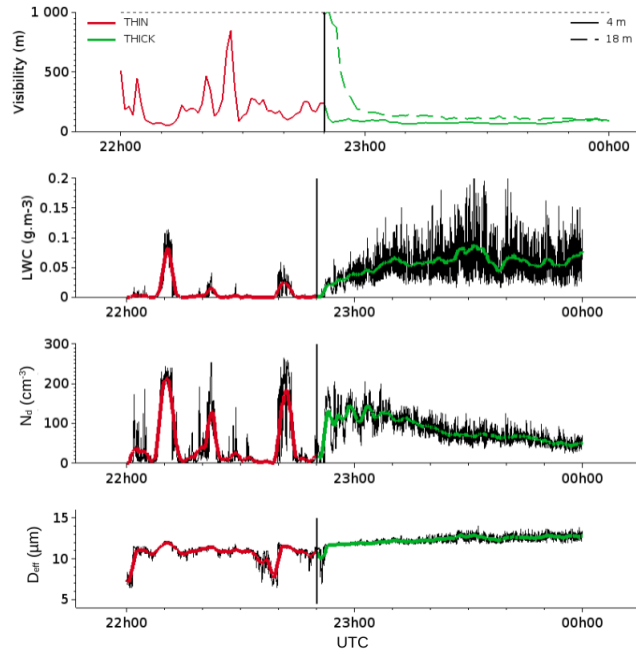 1 000
THIN
THICK
4 m
18 m
Visibility (m)
500
0
22h00
23h00
00h00
LWC (g.m-3)
0.2
0.15
0.1
0.05
0
22h00
23h00
00h00
N_d (cm⁻³)
300
200
100
0
22h00
23h00
00h00
D_eff (µm)
15
10
5
22h00
23h00
00h00
UTC